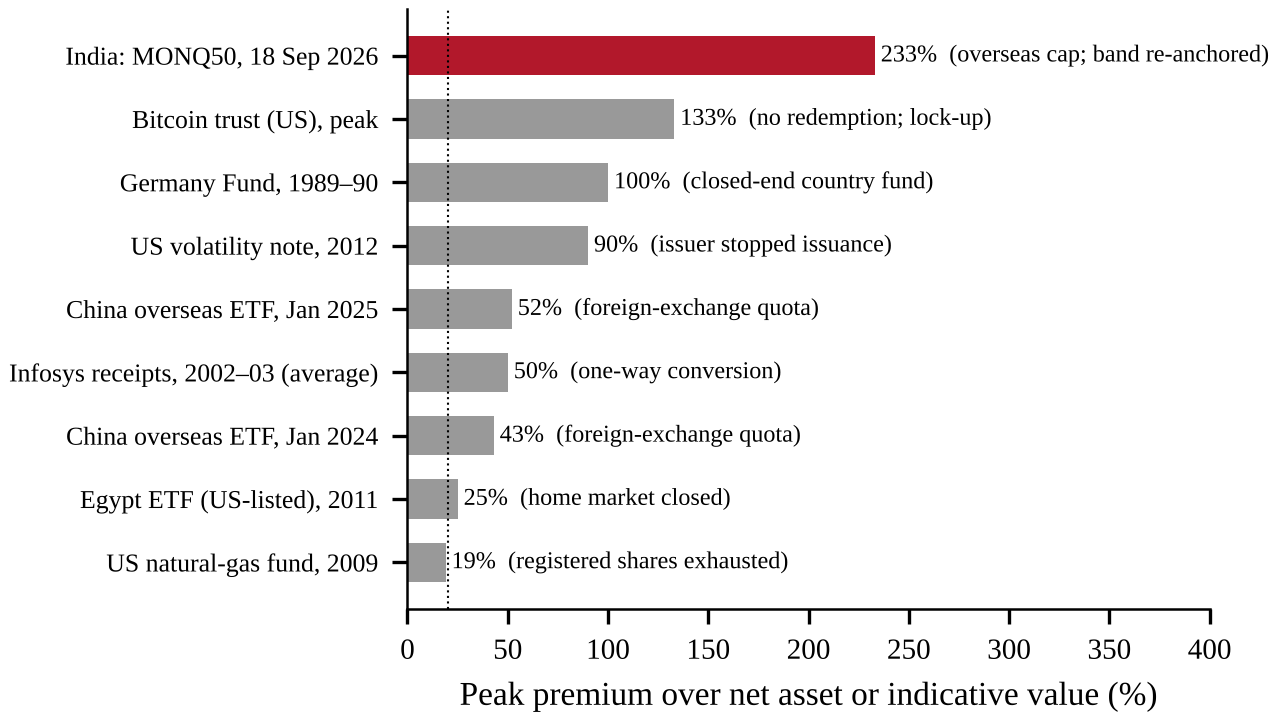 India: MONQ50, 18 Sep 2026 233% (overseas cap; band re-anchored)
Bitcoin trust (US), peak 133% (no redemption; lock-up)
Germany Fund, 1989–90 100% (closed-end country fund)
US volatility note, 2012 90% (issuer stopped issuance)
China overseas ETF, Jan 2025 52% (foreign-exchange quota)
Infosys receipts, 2002–03 (average) 50% (one-way conversion)
China overseas ETF, Jan 2024 43% (foreign-exchange quota)
Egypt ETF (US-listed), 2011 25% (home market closed)
US natural-gas fund, 2009 19% (registered shares exhausted)
0 50 100 150 200 250 300 350 400
Peak premium over net asset or indicative value (%)